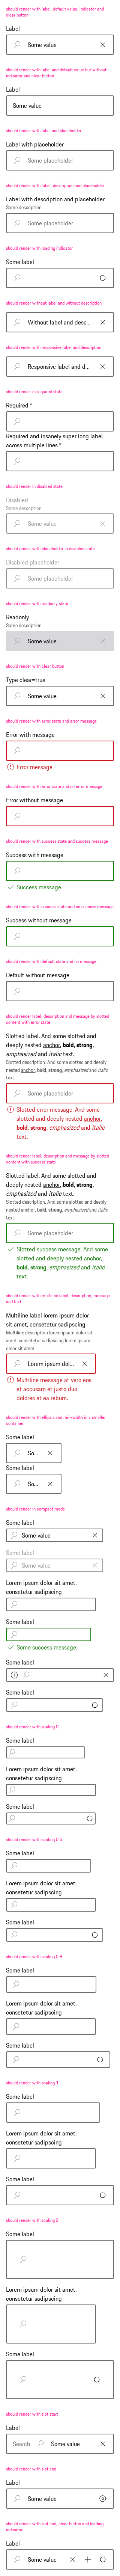 should render with label, default value, indicator and
clear button
Label
Some value
should render with label and default value but without
indicator and clear button
Label
Some value
should render with label and placeholder
Label with placeholder
Some placeholder
should render with label, description and placeholder
Label with description and placeholder
Some description
Some placeholder
should render with loading indicator
Some label
should render without label and without description
Without label and desc...
should render with responsive label and description
Responsive label and d...
should render in required state
Required *
Required and insanely super long label
across multiple lines *
should render in disabled state
Disabled
Some description
Some value
should render with placeholder in disabled state
Disabled placeholder
Some placeholder
should render with readonly state
Readonly
Some description
Some value
should render with clear button
Type clear=true
Some value
should render with error state and error message
Error with message
Error message
should render with error state and no error message
Error without message
should render with success state and success message
Success with message
Success message
should render with success state and no success message
Success without message
should render with default state and no message
Default without message
should render label, description and message by slotted
content with error state
Slotted label. And some slotted and
deeply nested anchor, bold, strong,
emphasized and italic text.
Slotted description. And some slotted and deeply
nested anchor, bold, strong, emphasized and italic
text.
Some placeholder
Slotted error message. And some
slotted and deeply nested anchor,
bold, strong, emphasized and italic
text.
should render label, description and message by slotted
content with success state
Slotted label. And some slotted and
deeply nested anchor, bold, strong,
emphasized and italic text.
Slotted description. And some slotted and deeply
nested anchor, bold, strong, emphasized and italic
text.
Some placeholder
Slotted success message. And some
slotted and deeply nested anchor,
bold, strong, emphasized and italic
text.
should render with multiline label, description, message
and text
Multiline label lorem ipsum dolor
sit amet, consetetur sadipscing
Multiline description lorem ipsum dolor sit
amet, consetetur sadipscing lorem ipsum
dolor sit amet
Lorem ipsum dol...
Multiline message at vero eos
et accusam et justo duo
dolores et ea rebum.
should render with ellipsis and min-width in a smaller
container
Some label
So...
Some label
So...
should render in compact mode
Some label
Some value
Some label
Some value
Lorem ipsum dolor sit amet,
consetetur sadipscing
Some label
Some success message.
Some label
Some label
should render with scaling 0
Some label
Lorem ipsum dolor sit amet,
consetetur sadipscing
Some label
should render with scaling 0.5
Some label
Lorem ipsum dolor sit amet,
consetetur sadipscing
Some label
should render with scaling 0.8
Some label
Lorem ipsum dolor sit amet,
consetetur sadipscing
Some label
should render with scaling 1
Some label
Lorem ipsum dolor sit amet,
consetetur sadipscing
Some label
should render with scaling 2
Some label
Lorem ipsum dolor sit amet,
consetetur sadipscing
Some label
should render with slot start
Label
Search
Some value
should render with slot end
Label
Some value
should render with slot end, clear button and loading
indicator
Label
Some value